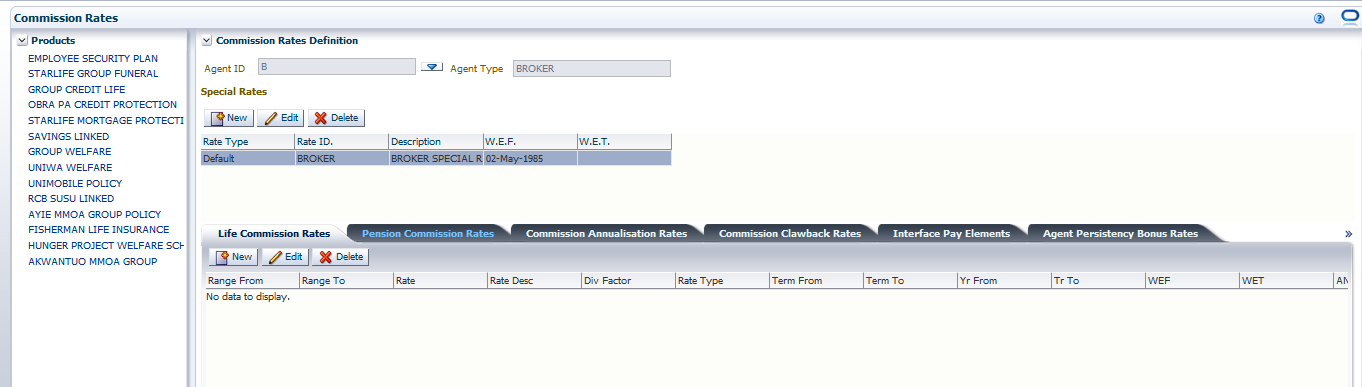 Commission Rates
Products
EMPLOYEE SECURITY PLAN
STARLIFE GROUP FUNERAL
GROUP CREDIT LIFE
OBRA PA CREDIT PROTECTION
STARLIFE MORTGAGE PROTECTI
SAVINGS LINKED
GROUP WELFARE
UNIWA WELFARE
UNIMOBILE POLICY
RCB SUSU LINKED
AYIE MMOA GROUP POLICY
FISHERMAN LIFE INSURANCE
HUNGER PROJECT WELFARE SCH
AKWANTUO MMOA GROUP
Commission Rates Definition
Agent ID B Agent Type BROKER
Special Rates
New Edit Delete
Rate Type Rate ID. Description W.E.F. W.E.T.
Default BROKER BROKER SPECIAL R 02-May-1985
Life Commission Rates Pension Commission Rates Commission Annualisation Rates Commission Clawback Rates Interface Pay Elements Agent Persistency Bonus Rates »
New Edit Delete
Range From Range To Rate Rate Desc Div Factor Rate Type Term From Term To Yr From Tr To WEF WET AN
No data to display.